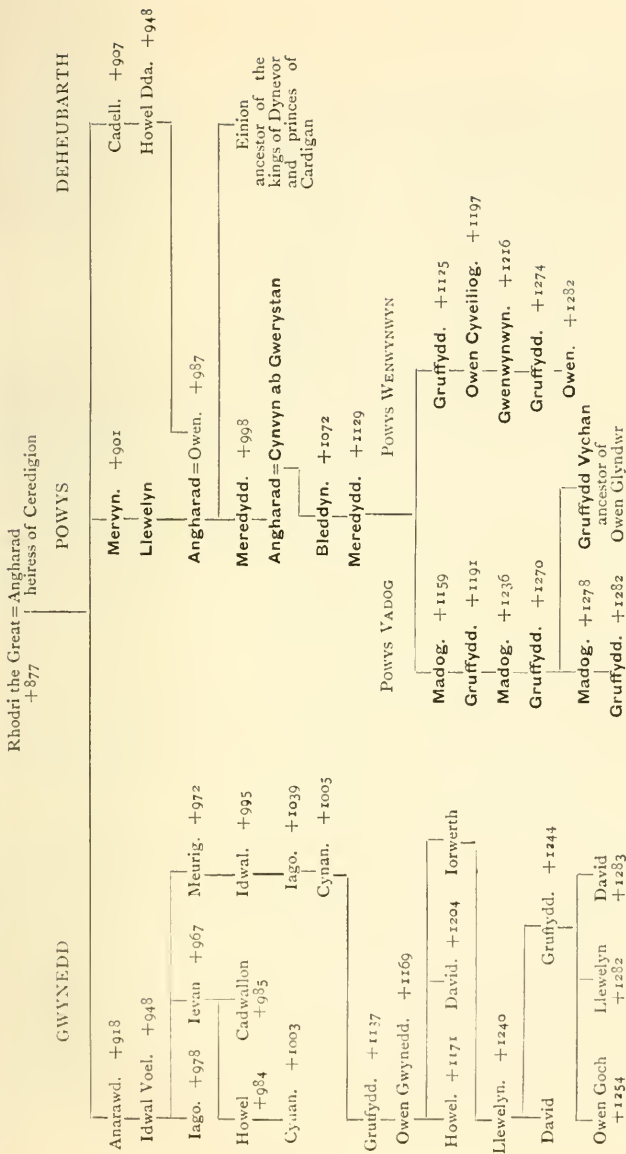 Rhodri the Great = Angharad
+877 heiress of Ceredigion
GWYNEDD
POWYS
DEHEUBARTH
Anarawd. +918
Idwal Voel. +948
Iago. +978
Ievan +967
Meurig. +972
Howel
+984
Cadwallon
+985
Idwal. +995
Cynan. +1003
Iago. +1039
Cynan. +1005
Gruffydd. +1137
Owen Gwynedd. +1169
Howel. +1171
David. +1204
Iorwerth
Llewelyn. +1240
David
Gruffydd. +1244
Owen Goch
+1254
Llewelyn
+1282
David
+1283
Mervyn. +901
Llewelyn
Angharad = Owen. +987
Meredydd. +998
Angharad = Cynvyn ab Gwerystan
Bleddyn. +1072
Meredydd. +1129
Cadell. +907
Howel Dda. +948
Einion
ancestor of the
kings of Dynevor
and princes of
Cardigan
POWYS VADOG
Madog. +1159
Gruffydd. +1191
Madog. +1236
Gruffydd. +1270
Madog. +1278
Gruffydd. +1282
Gruffydd Vychan
ancestor of
Owen Glyndwr
POWYS WENWYNWYN
Gruffydd. +1125
Owen Cyveiliog. +1197
Gwenwynwyn. +1216
Gruffydd. +1274
Owen. +1282